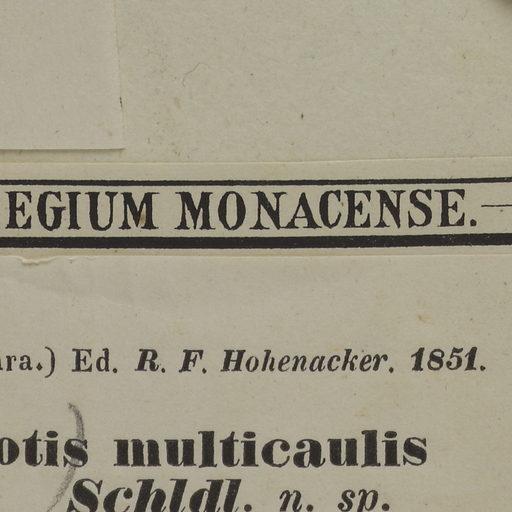 EGIUM MONACENSE.
ara.) Ed. R. F. Hohenacker. 1851.
otis multicaulis
Schldl. n. sp.